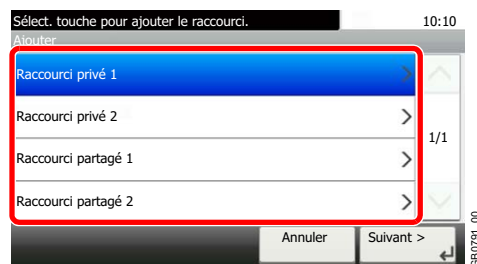 Sélect. touche pour ajouter le raccourci.
10:10
Ajouter
Raccourci privé 1
Raccourci privé 2
1/1
Raccourci partagé 1
Raccourci partagé 2
Annuler
Suivant >
GB0791_00